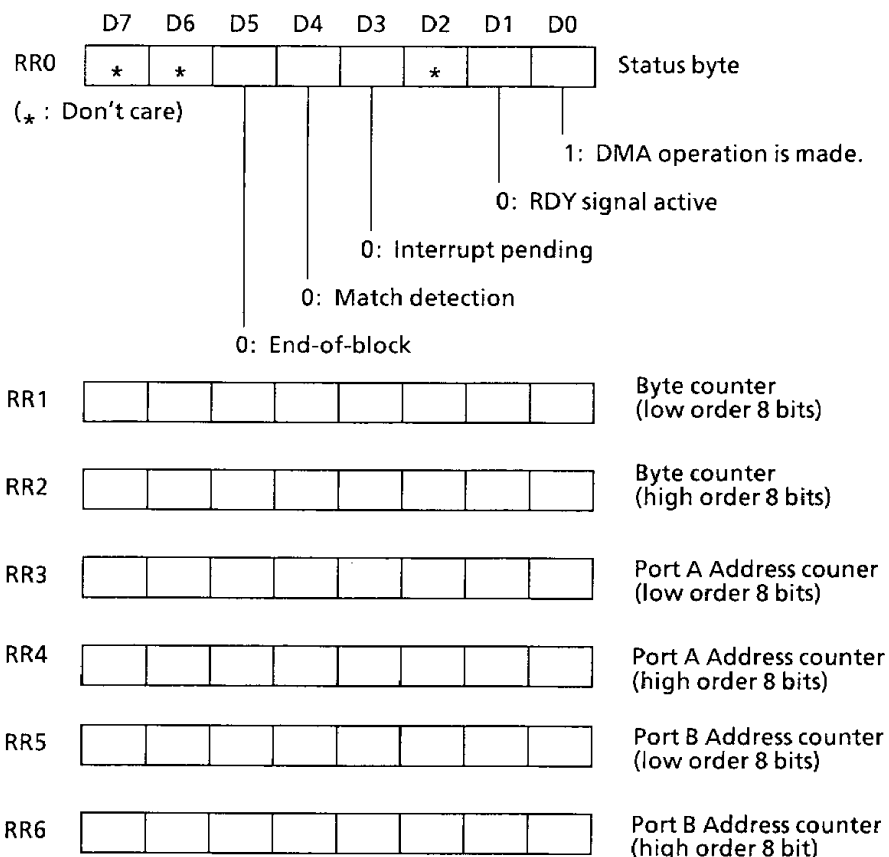 D7 D6 D5 D4 D3 D2 D1 D0
RR0 * * * Status byte
(* : Don't care)
1: DMA operation is made.
0: RDY signal active
0: Interrupt pending
0: Match detection
0: End-of-block
RR1 Byte counter
(low order 8 bits)
RR2 Byte counter
(high order 8 bits)
RR3 Port A Address couner
(low order 8 bits)
RR4 Port A Address counter
(high order 8 bits)
RR5 Port B Address counter
(low order 8 bits)
RR6 Port B Address counter
(high order 8 bit)